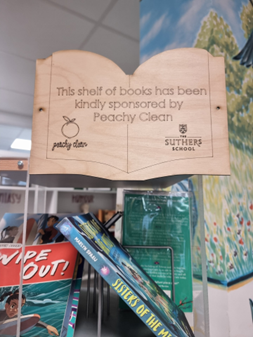 This shelf of books has been
kindly sponsored by
Peachy Clean
peachy clean
THE
SUTHERS
SCHOOL
WIPE
OUT!
SISTERS OF THE